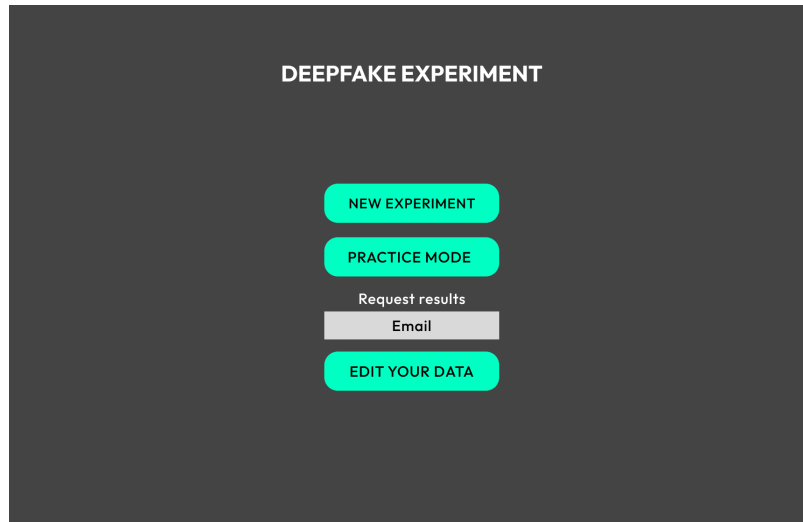 DEEPFAKE EXPERIMENT
NEW EXPERIMENT
PRACTICE MODE
Request results
Email
EDIT YOUR DATA